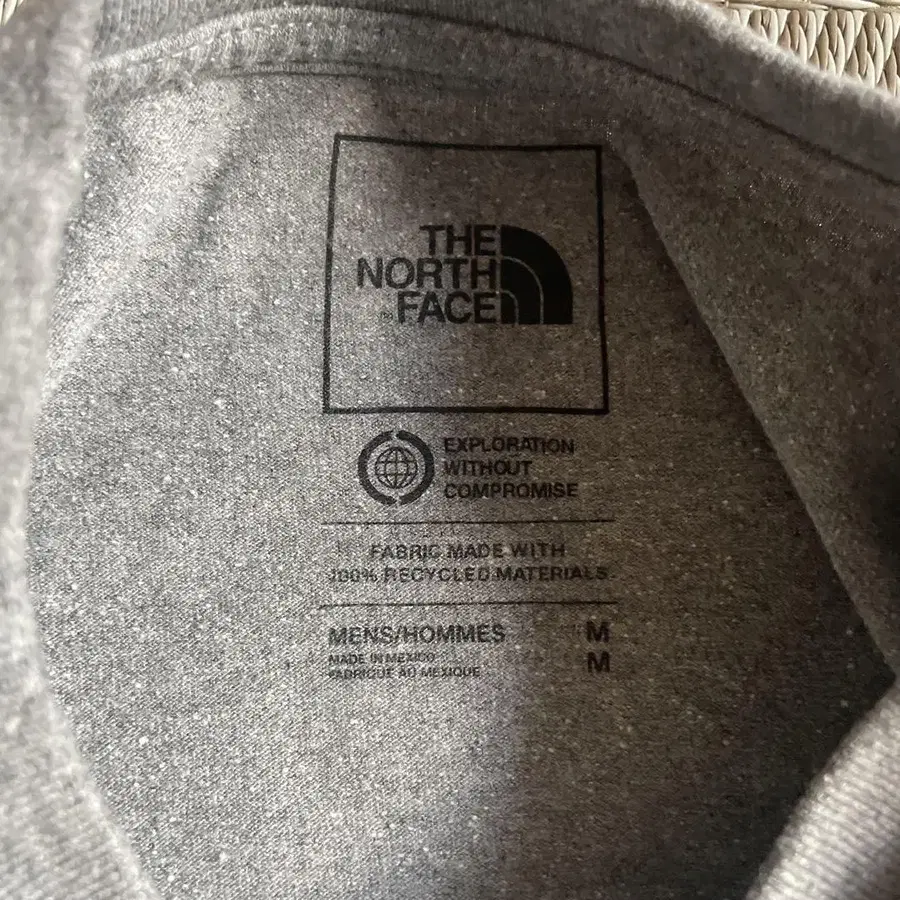 THE
NORTH
FACE
EXPLORATION
WITHOUT
COMPROMISE
FABRIC MADE WITH
100% RECYCLED MATERIALS
MENS/HOMMES M
MADE IN MEXICO M
FABRIQUÉ AU MEXIQUE